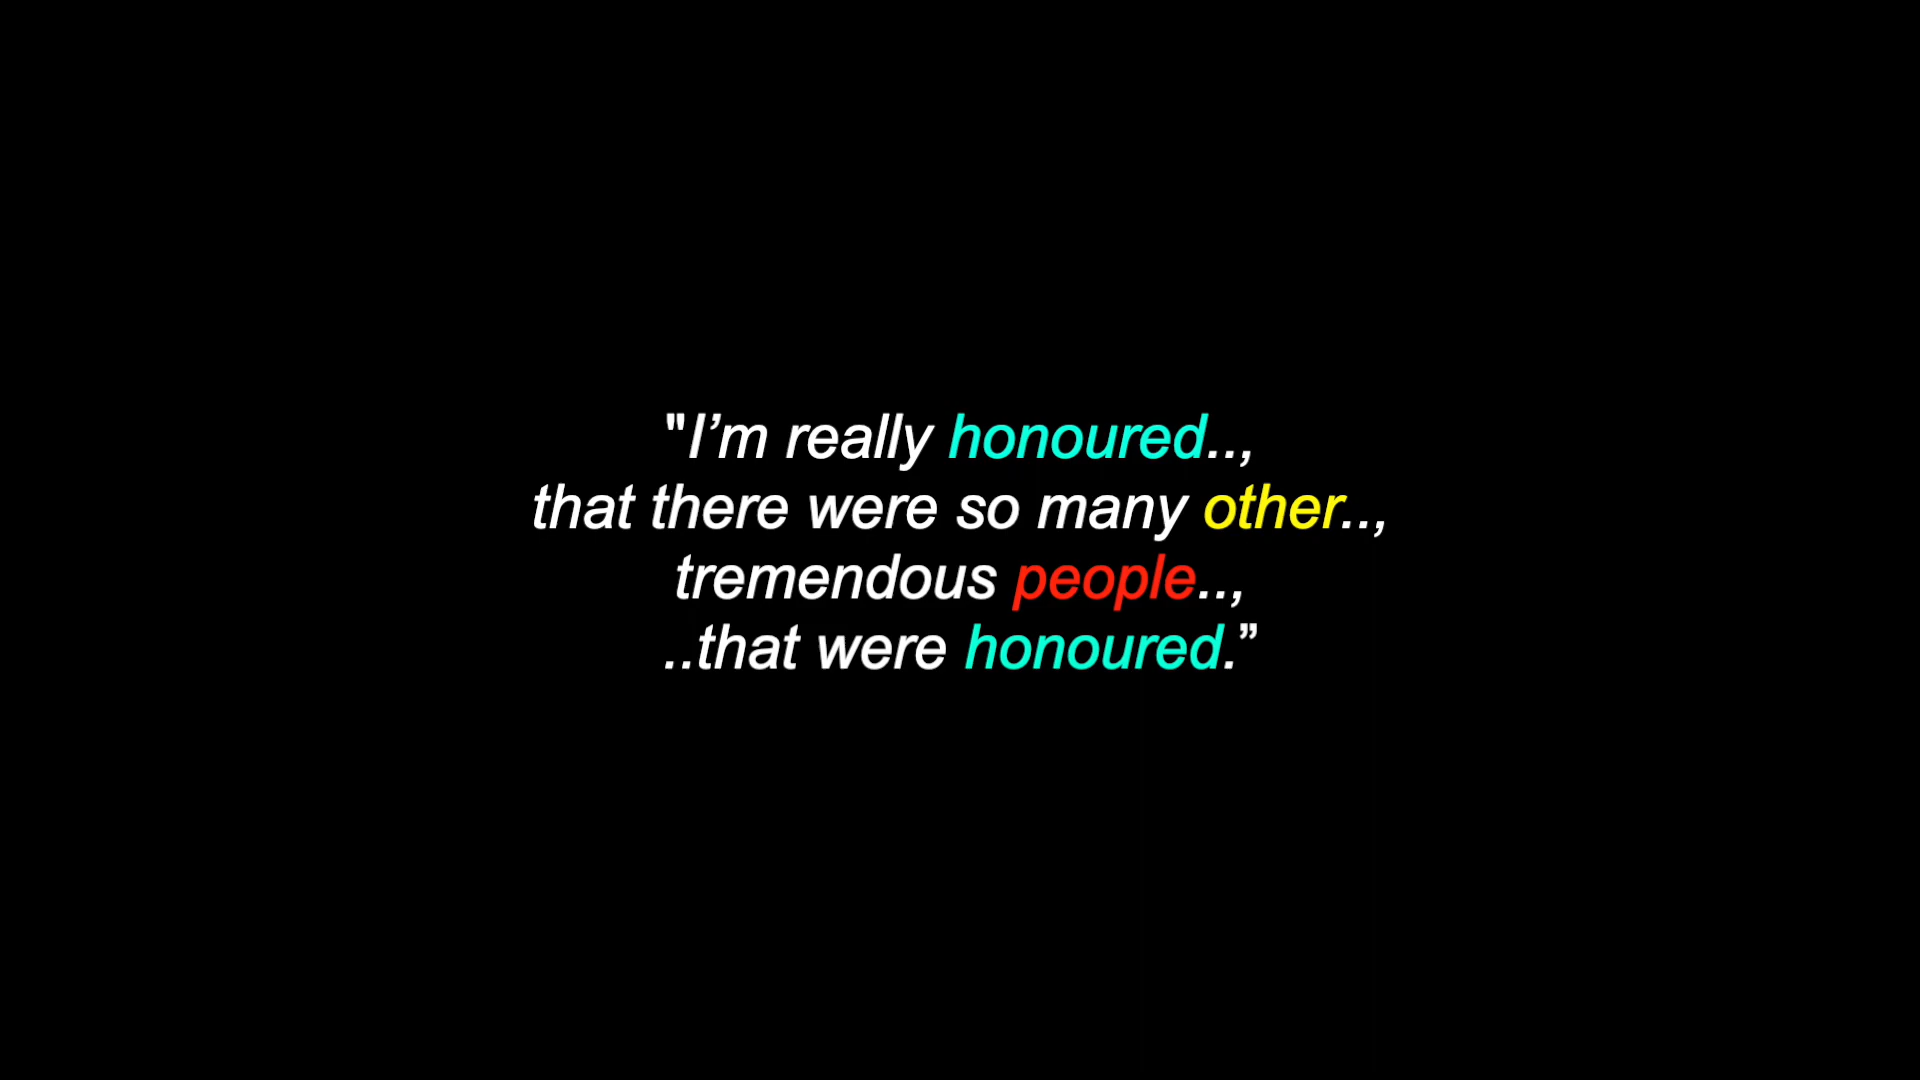 "I’m really honoured..,
that there were so many other..,
tremendous people..,
..that were honoured.”